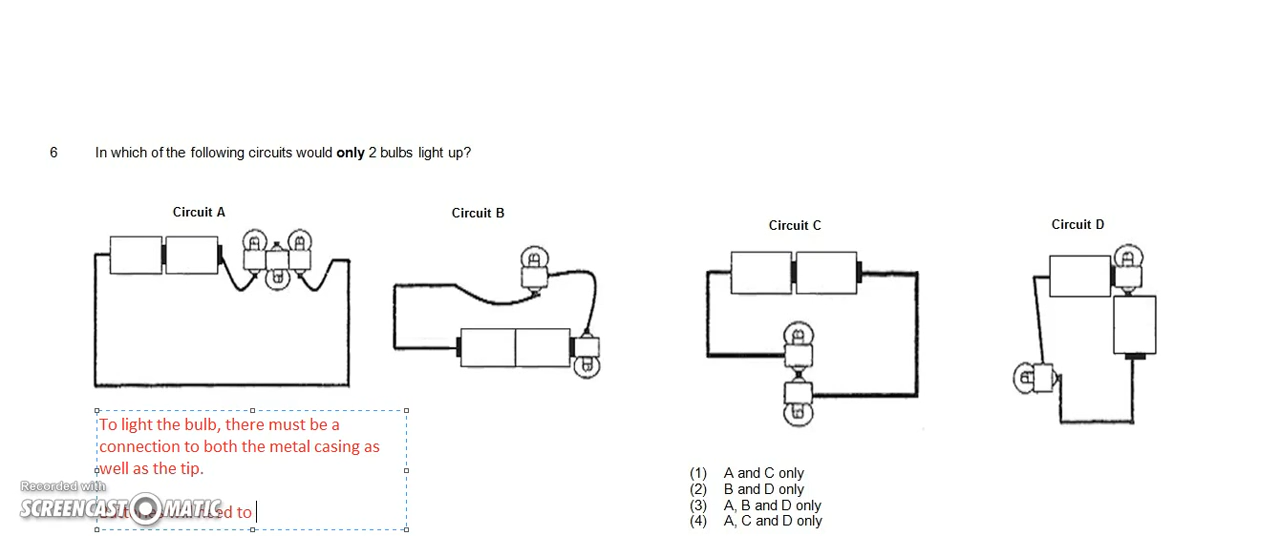 6 In which of the following circuits would only 2 bulbs light up?
Circuit A
Circuit B
Circuit C
Circuit D
To light the bulb, there must be a
connection to both the metal casing as
well as the tip.
ed to
Recorded with
SCREENCAST MATIC
(1) A and C only
(2) B and D only
(3) A, B and D only
(4) A, C and D only